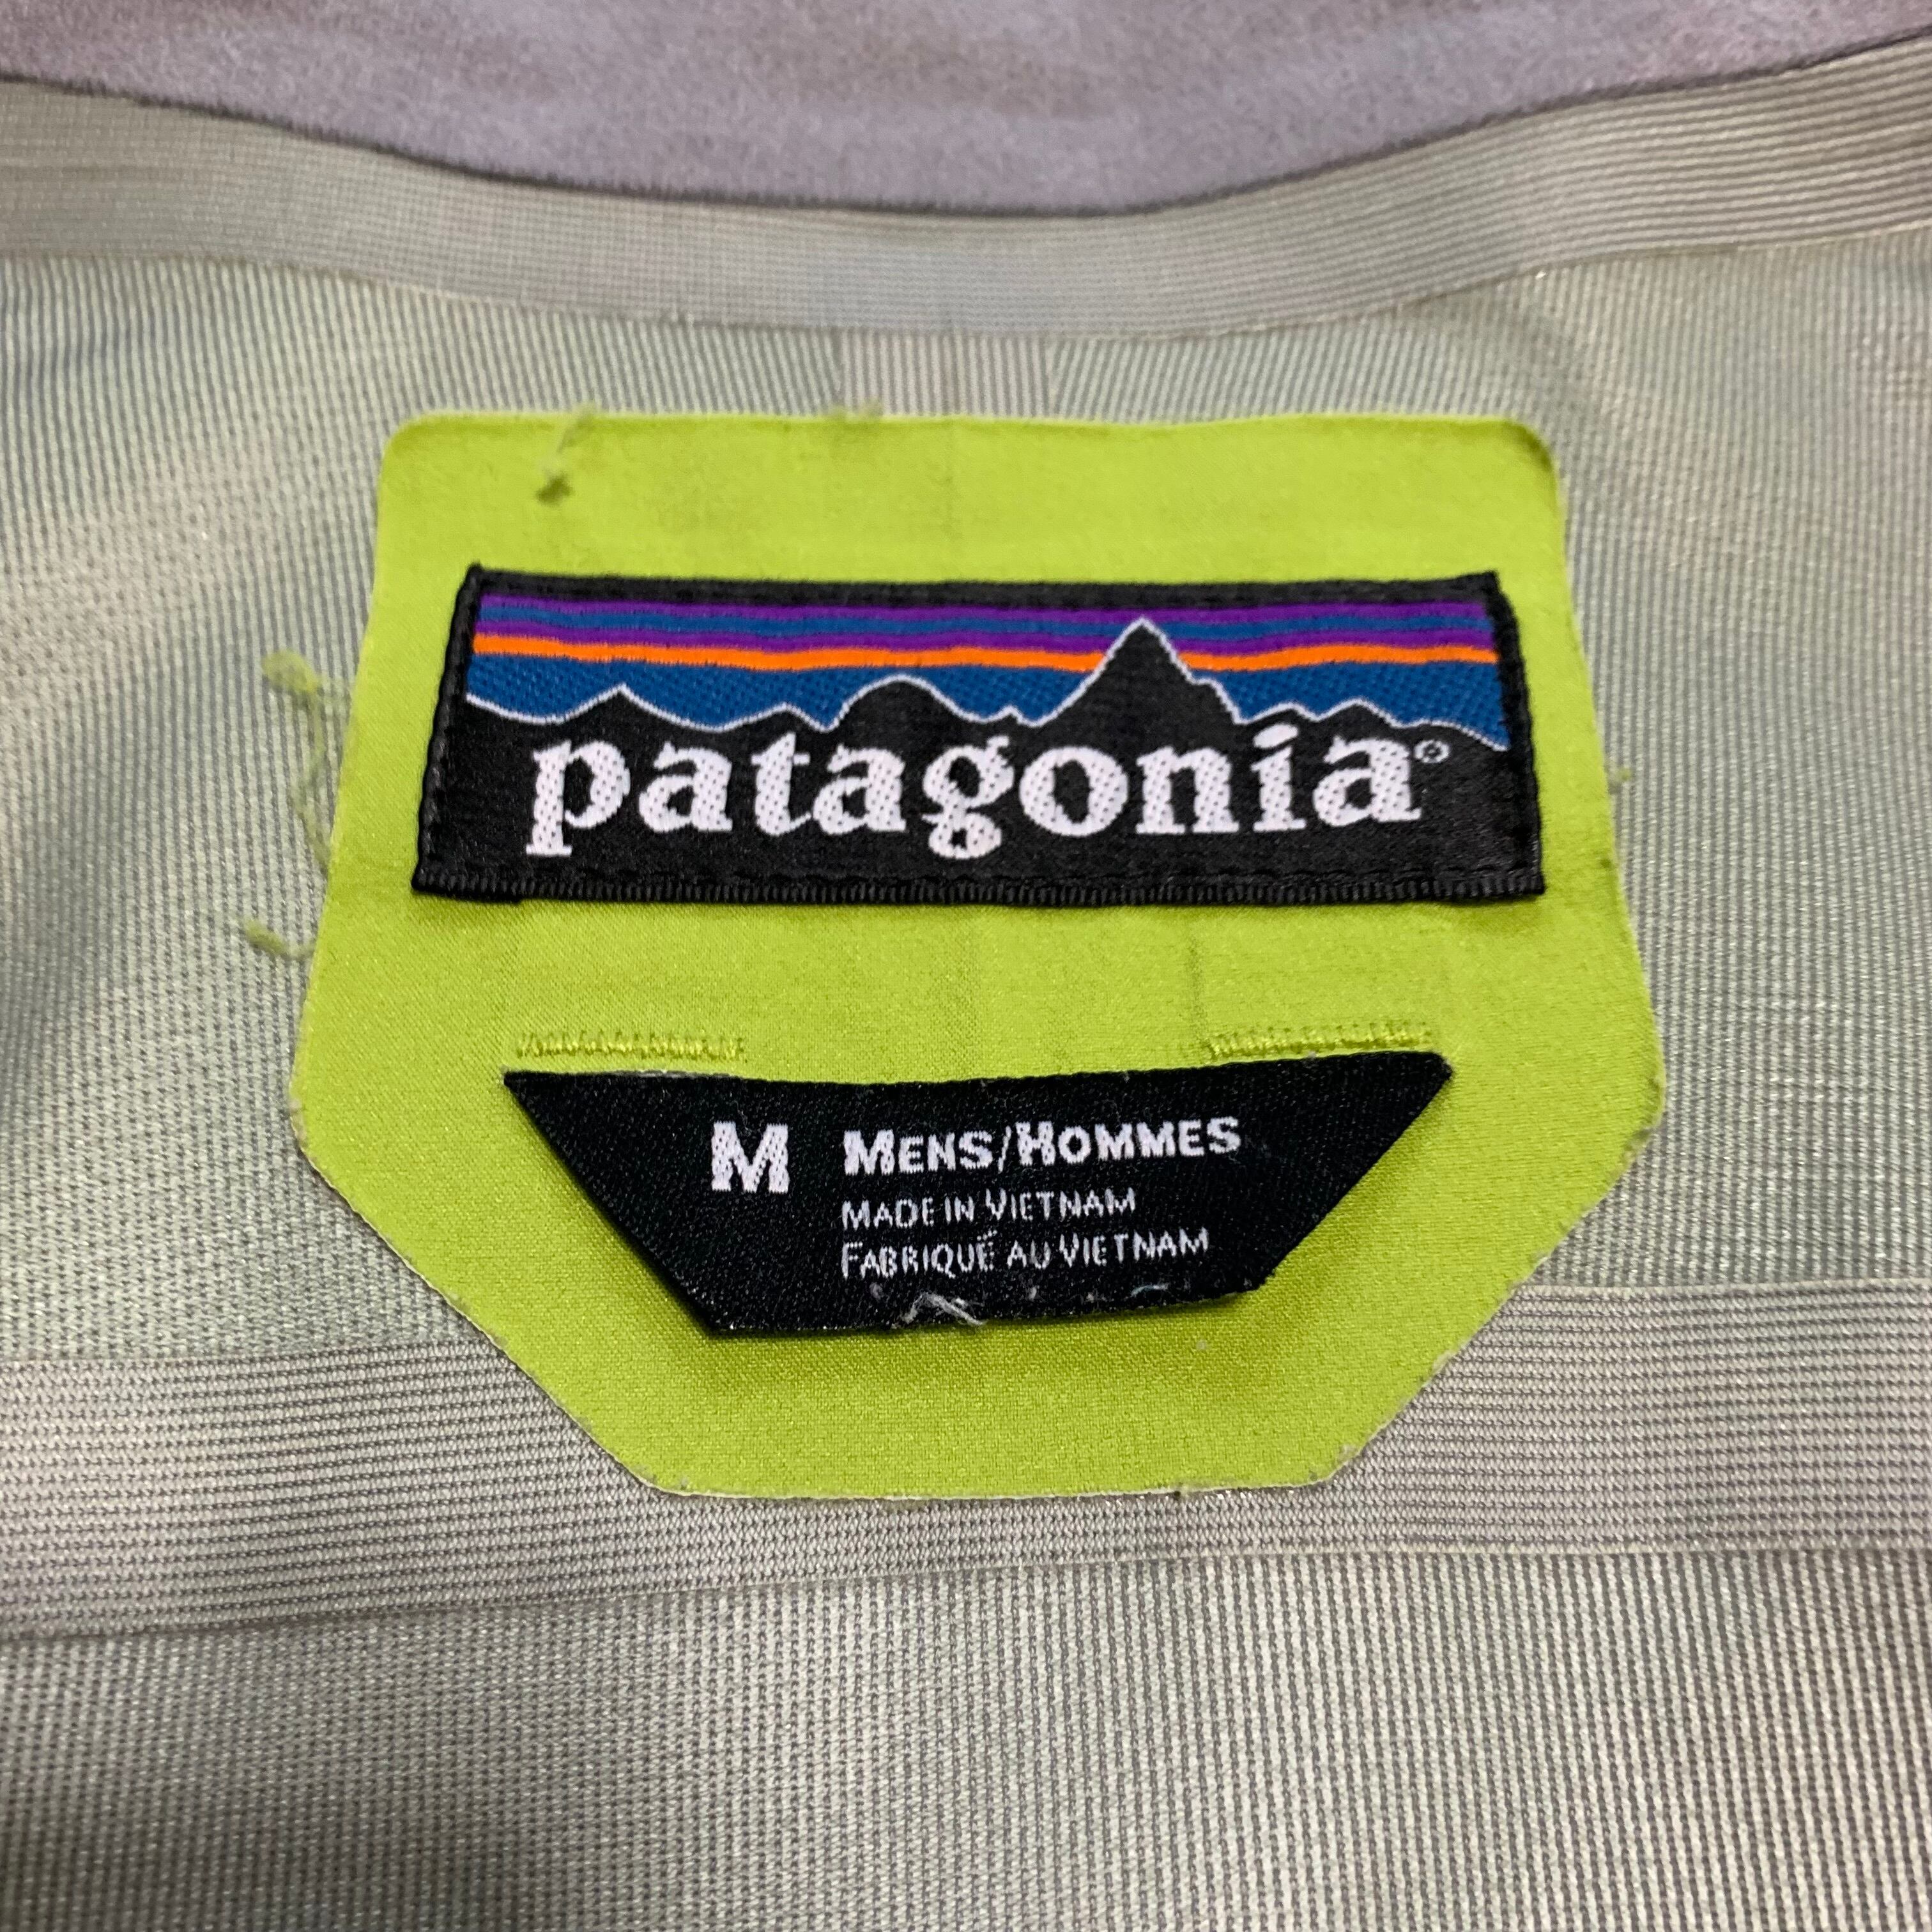 patagonia®
M MENS/HOMMES
MADE IN VIETNAM
FABRIQUÉ AU VIETNAM